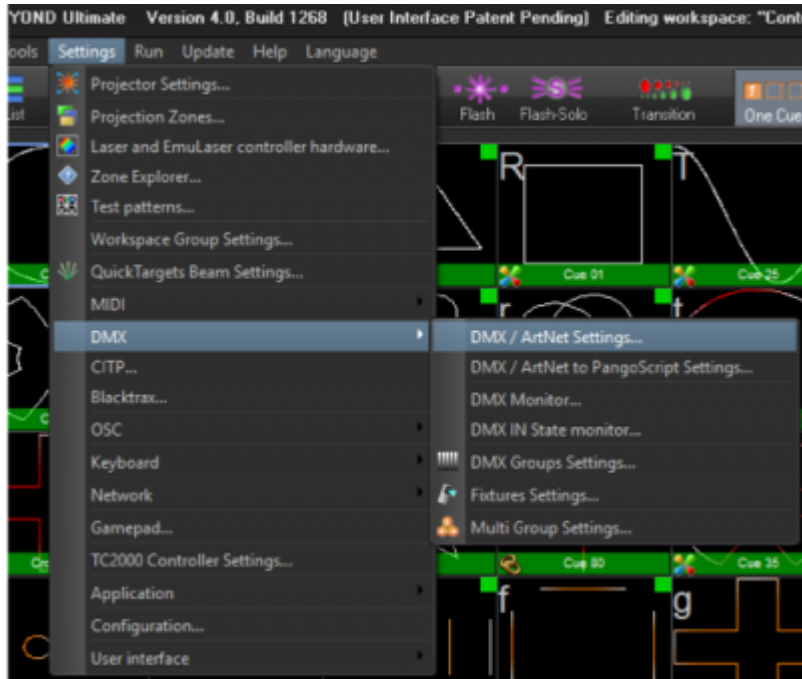 YOND Ultimate Version 4.0, Build 1268 (User Interface Patent Pending) Editing workspace: "Cont
ools Settings Run Update Help Language
ist
Flash Flash-Solo Transition One Cue
Projector Settings...
Projection Zones...
Laser and EmuLaser controller hardware...
Zone Explorer...
Test patterns...
Workspace Group Settings...
QuickTargets Beam Settings...
MIDI
DMX
CITP...
Blacktrax...
OSC
Keyboard
Network
Gamepad...
TC2000 Controller Settings...
Application
Configuration...
User interface
R T
Cue 01 Cue 25
r t
DMX / ArtNet Settings...
DMX / ArtNet to PangoScript Settings...
DMX Monitor...
DMX IN State monitor...
DMX Groups Settings...
Fixtures Settings...
Multi Group Settings...
Cro Cue 80 Cue 35
f g